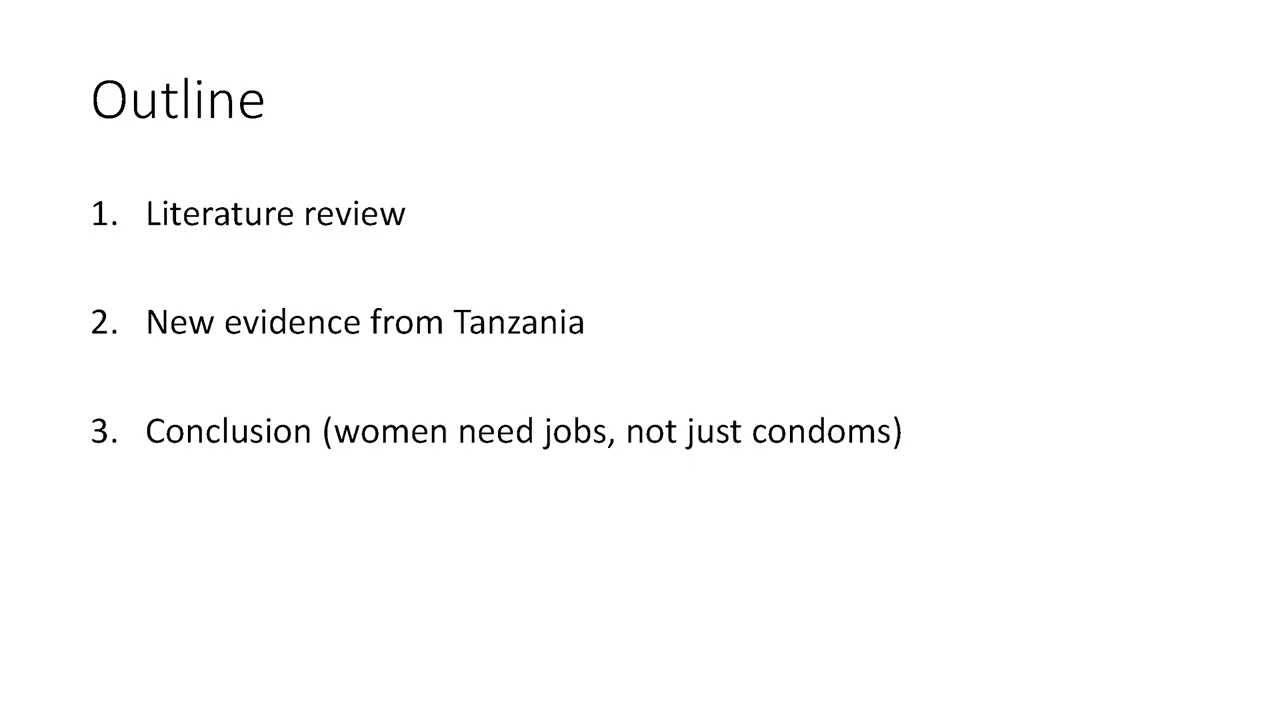 Outline
1. Literature review
2. New evidence from Tanzania
3. Conclusion (women need jobs, not just condoms)